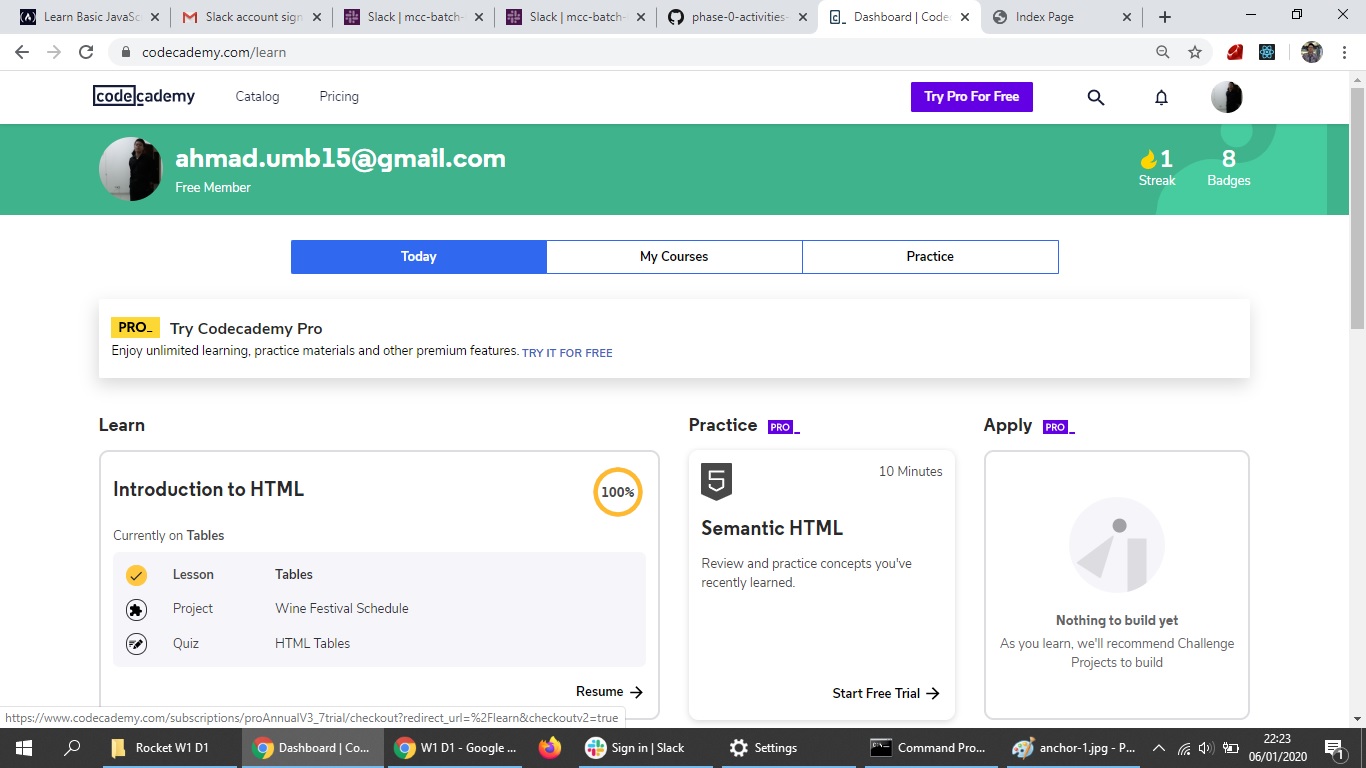 Learn Basic JavaSc
Slack account sign
Slack | mcc-batch-
Slack | mcc-batch-
phase-0-activities-
Dashboard | Code
Index Page
codecademy.com/learn
codecademy
Catalog
Pricing
Try Pro For Free
ahmad.umb15@gmail.com
Free Member
1
Streak
8
Badges
Today
My Courses
Practice
PRO_ Try Codecademy Pro
Enjoy unlimited learning, practice materials and other premium features. TRY IT FOR FREE
Learn
Introduction to HTML
100%
Currently on Tables
Lesson Tables
Project Wine Festival Schedule
Quiz HTML Tables
Resume
Practice PRO_
5
10 Minutes
Semantic HTML
Review and practice concepts you've
recently learned.
Start Free Trial
Apply PRO_
Nothing to build yet
As you learn, we'll recommend Challenge
Projects to build
https://www.codecademy.com/subscriptions/proAnnualV3_7trial/checkout?redirect_url=%2Flearn&checkoutv2=true
Rocket W1 D1
Dashboard | Co...
W1 D1 - Google ...
Sign in | Slack
Settings
Command Pro...
anchor-1.jpg - P...
22:23
06/01/2020
1